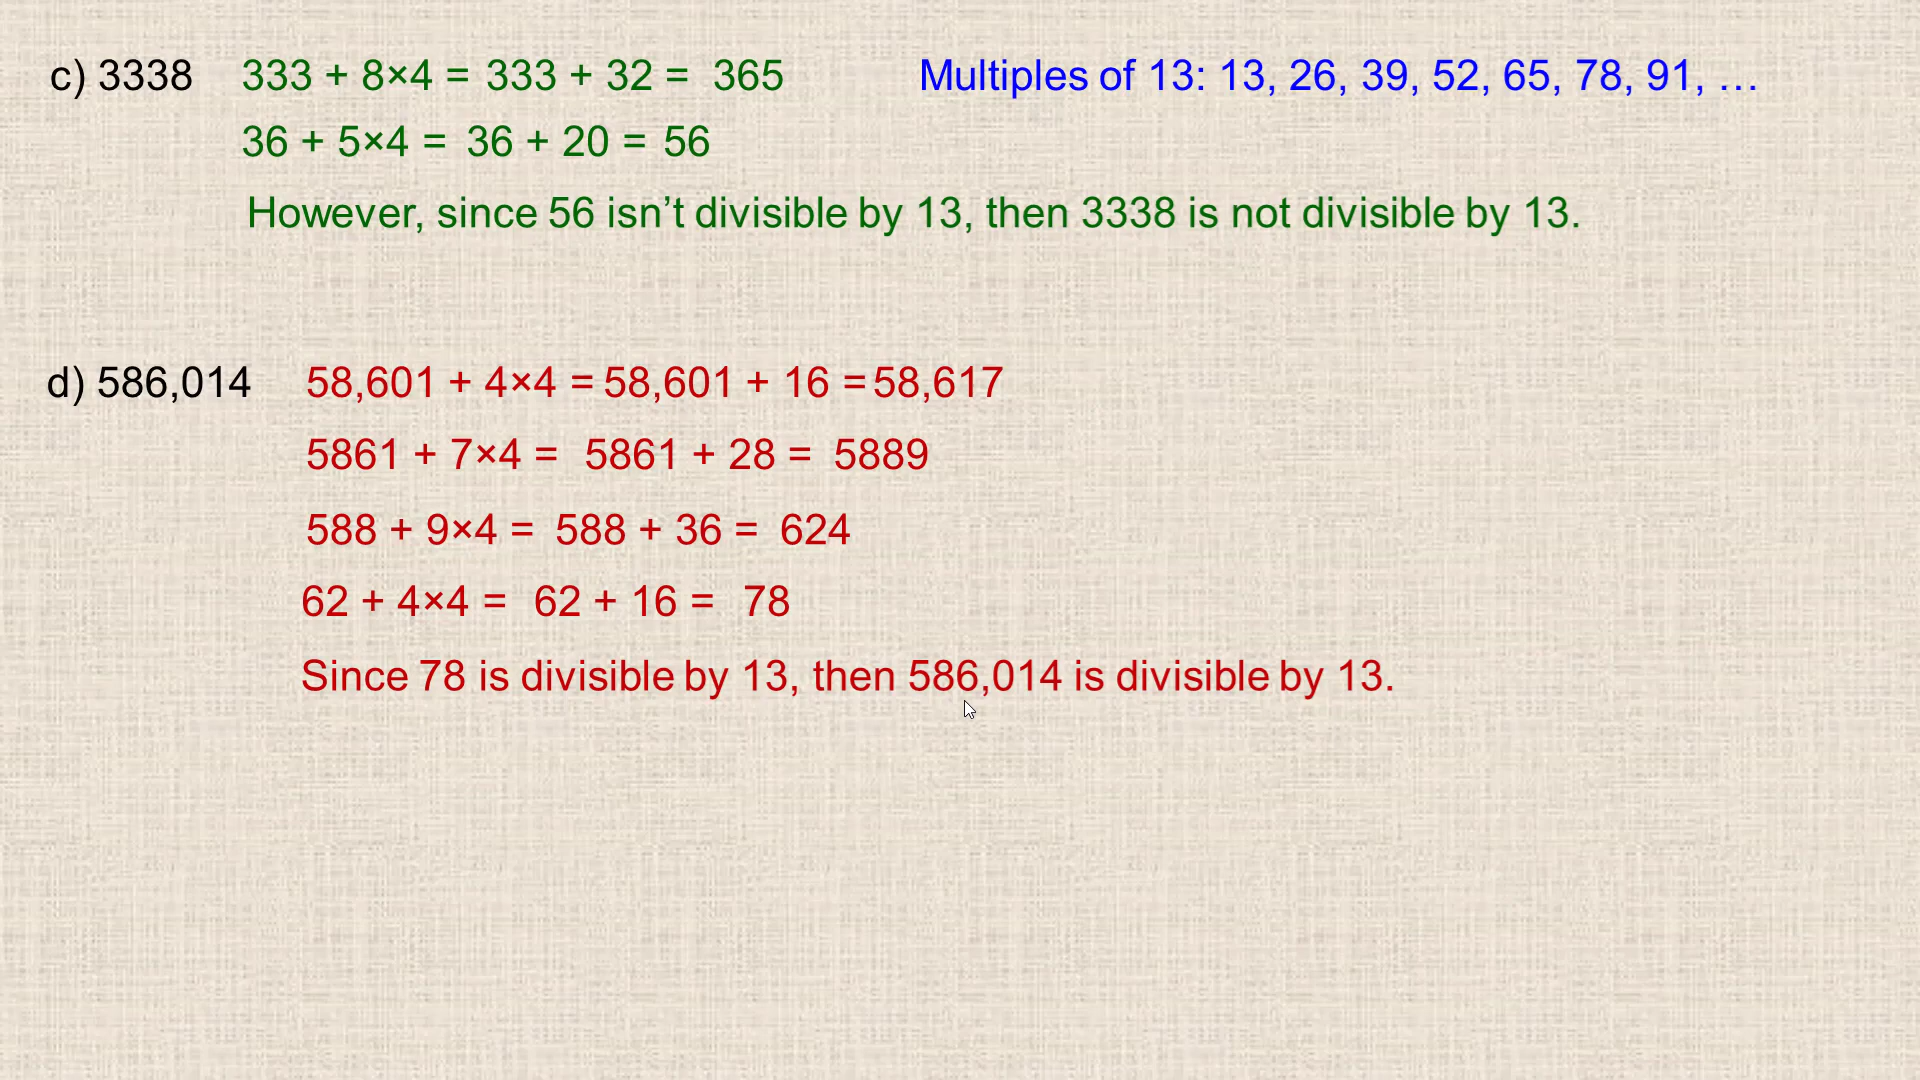 c) 3338 333 + 8×4 = 333 + 32 = 365 Multiples of 13: 13, 26, 39, 52, 65, 78, 91, …
36 + 5×4 = 36 + 20 = 56
However, since 56 isn’t divisible by 13, then 3338 is not divisible by 13.
d) 586,014 58,601 + 4×4 = 58,601 + 16 = 58,617
5861 + 7×4 = 5861 + 28 = 5889
588 + 9×4 = 588 + 36 = 624
62 + 4×4 = 62 + 16 = 78
Since 78 is divisible by 13, then 586,014 is divisible by 13.